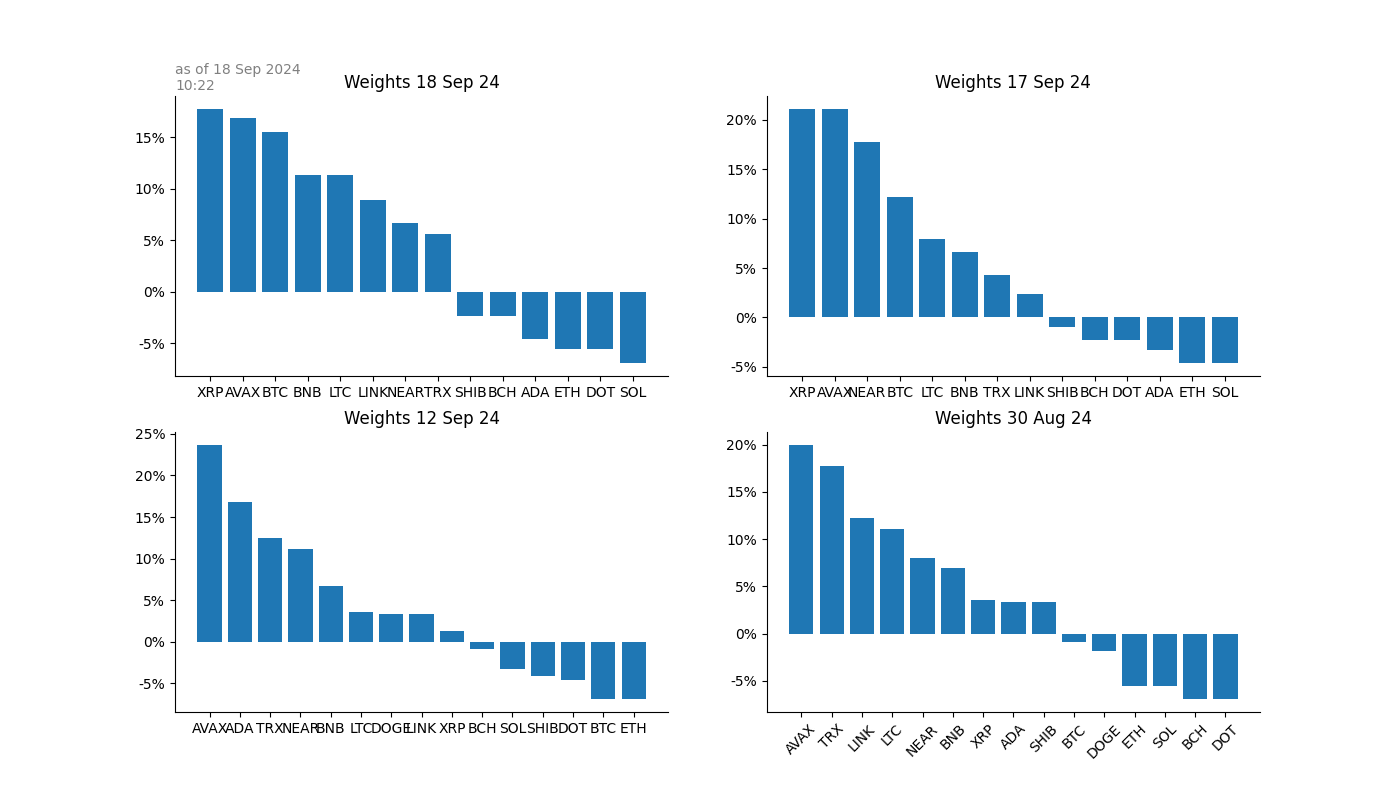 as of 18 Sep 2024
10:22
Weights 18 Sep 24
15%
10%
5%
0%
-5%
XRP AVAX BTC BNB LTC LINK NEAR TRX SHIB BCH ADA ETH DOT SOL
Weights 17 Sep 24
20%
15%
10%
5%
0%
-5%
XRP AVAX NEAR BTC LTC BNB TRX LINK SHIB BCH DOT ADA ETH SOL
Weights 12 Sep 24
25%
20%
15%
10%
5%
0%
-5%
AVAX ADA TRX NEAR BNB LTC DOGE LINK XRP BCH SOL SHIB DOT BTC ETH
Weights 30 Aug 24
20%
15%
10%
5%
0%
-5%
AVAX TRX LINK LTC NEAR BNB XRP ADA SHIB BTC DOGE ETH SOL BCH DOT